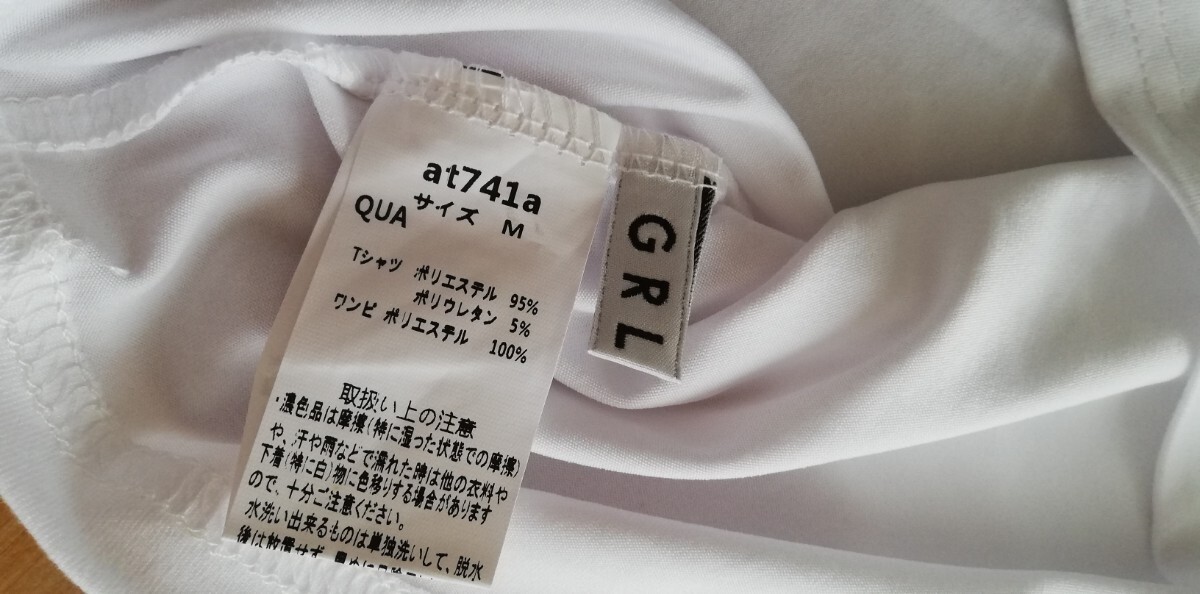 at741a
サイズ M
QUA
Tシャツ ポリエステル 95%
ポリウレタン 5%
ワンピ ポリエステル 100%
取扱い上の注意
・濃色品は摩擦(特に湿った状態での摩擦)
や、汗や雨などで濡れた時は他の衣料や
下着(特に白)物に色移りする場合があります
ので、十分ご注意ください。
水洗い出来るものは単独洗いして、脱水
後は放置せず
GRL